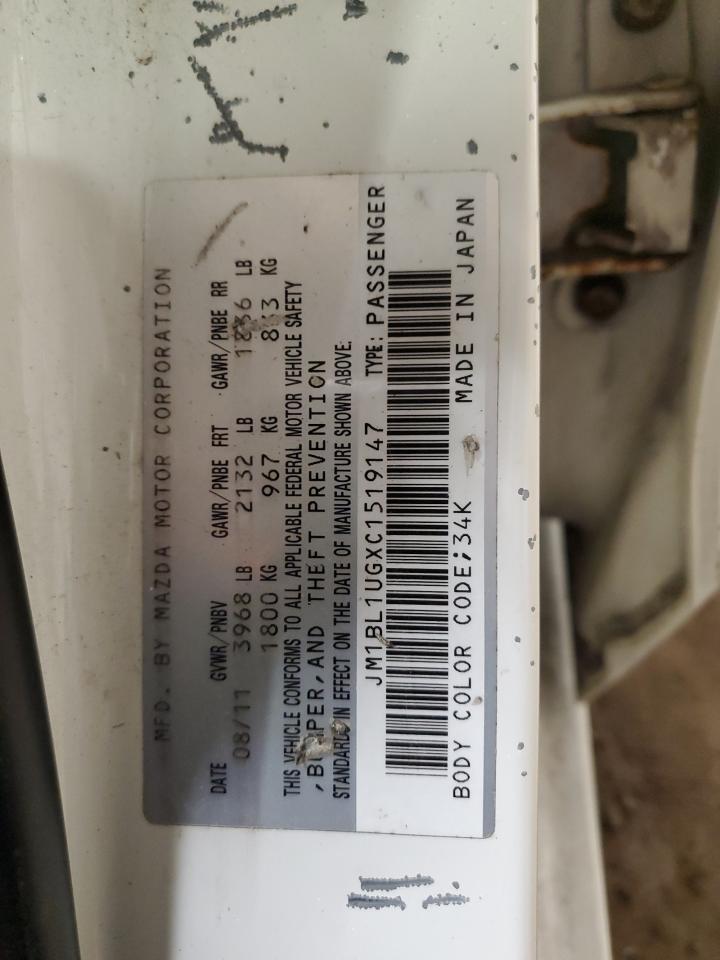 MFD. BY MAZDA MOTOR CORPORATION
DATE GVWR/PNBV GAWR/PNBE FRT GAWR/PNBE RR
08/11 3968 LB 2132 LB LB
1800 KG 967 KG KG
THIS VEHICLE CONFORMS TO ALL APPLICABLE FEDERAL MOTOR VEHICLE SAFETY
AND THEFT PREVENTION
STANDARDS IN EFFECT ON THE DATE OF MANUFACTURE SHOWN ABOVE.
JM1BL1UGXC1519147 TYPE: PASSENGER
BODY COLOR CODE;34K MADE IN JAPAN